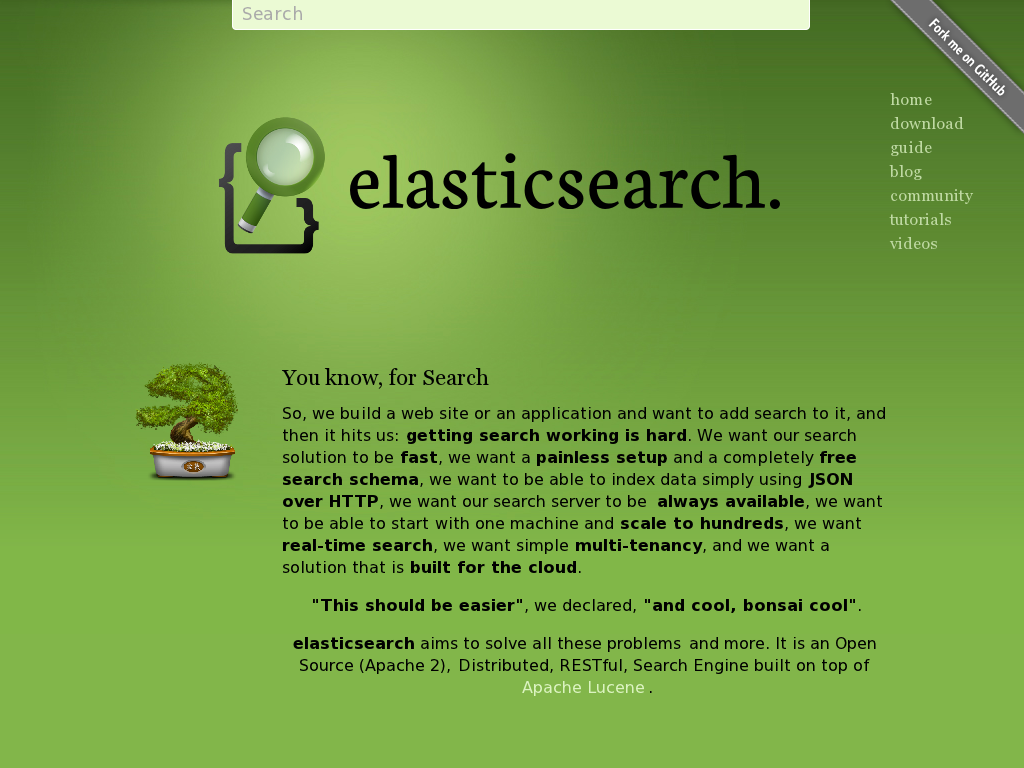 Search
Fork me on GitHub
home
download
guide
blog
community
tutorials
videos
elasticsearch.
You know, for Search
So, we build a web site or an application and want to add search to it, and
then it hits us: getting search working is hard. We want our search
solution to be fast, we want a painless setup and a completely free
search schema, we want to be able to index data simply using JSON
over HTTP, we want our search server to be always available, we want
to be able to start with one machine and scale to hundreds, we want
real-time search, we want simple multi-tenancy, and we want a
solution that is built for the cloud.
"This should be easier", we declared, "and cool, bonsai cool".
elasticsearch aims to solve all these problems and more. It is an Open
Source (Apache 2), Distributed, RESTful, Search Engine built on top of
Apache Lucene .